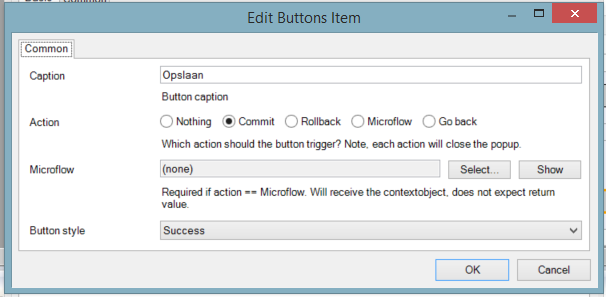 Edit Buttons Item
Common
Caption
Opslaan
Button caption
Action
Nothing Commit Rollback Microflow Go back
Which action should the button trigger? Note, each action will close the popup.
Microflow
(none)
Select...
Show
Required if action == Microflow. Will receive the contextobject, does not expect return
value.
Button style
Success
OK
Cancel